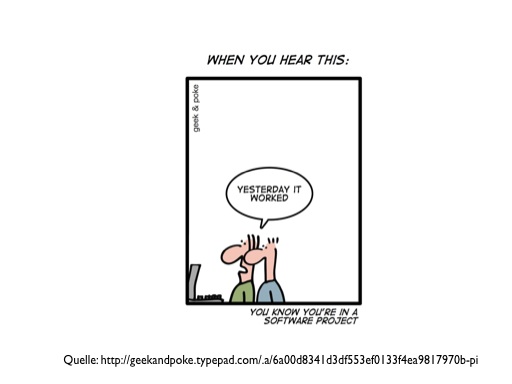 WHEN YOU HEAR THIS:
geek & poke
YESTERDAY IT
WORKED
YOU KNOW YOU'RE IN A
SOFTWARE PROJECT
Quelle: http://geekandpoke.typepad.com/.a/6a00d8341d3df553ef0133f4ea9817970b-pi